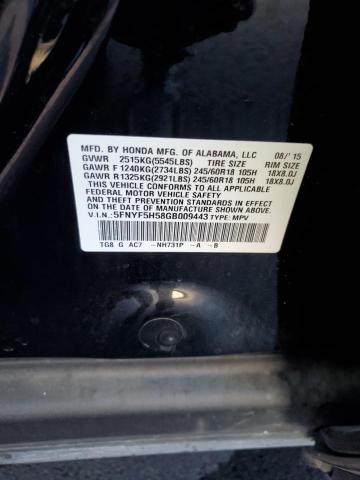 MFD. BY HONDA MFG. OF ALABAMA, LLC 08/'15
GVWR 2515KG(5545LBS) TIRE SIZE RIM SIZE
GAWR F 1240KG(2734LBS) 245/60R18 105H 18X8.0J
GAWR R1325KG(2921LBS) 245/60R18 105H 18X8.0J
THIS VEHICLE CONFORMS TO ALL APPLICABLE
FEDERAL MOTOR VEHICLE SAFETY
AND THEFT PREVENTION STANDARDS IN EFFECT
ON THE DATE OF MANUFACTURE SHOWN ABOVE.
V.I.N.:5FNYF5H58GB009443 TYPE: MPV
TG8 G AC7 -NH731P -A -B